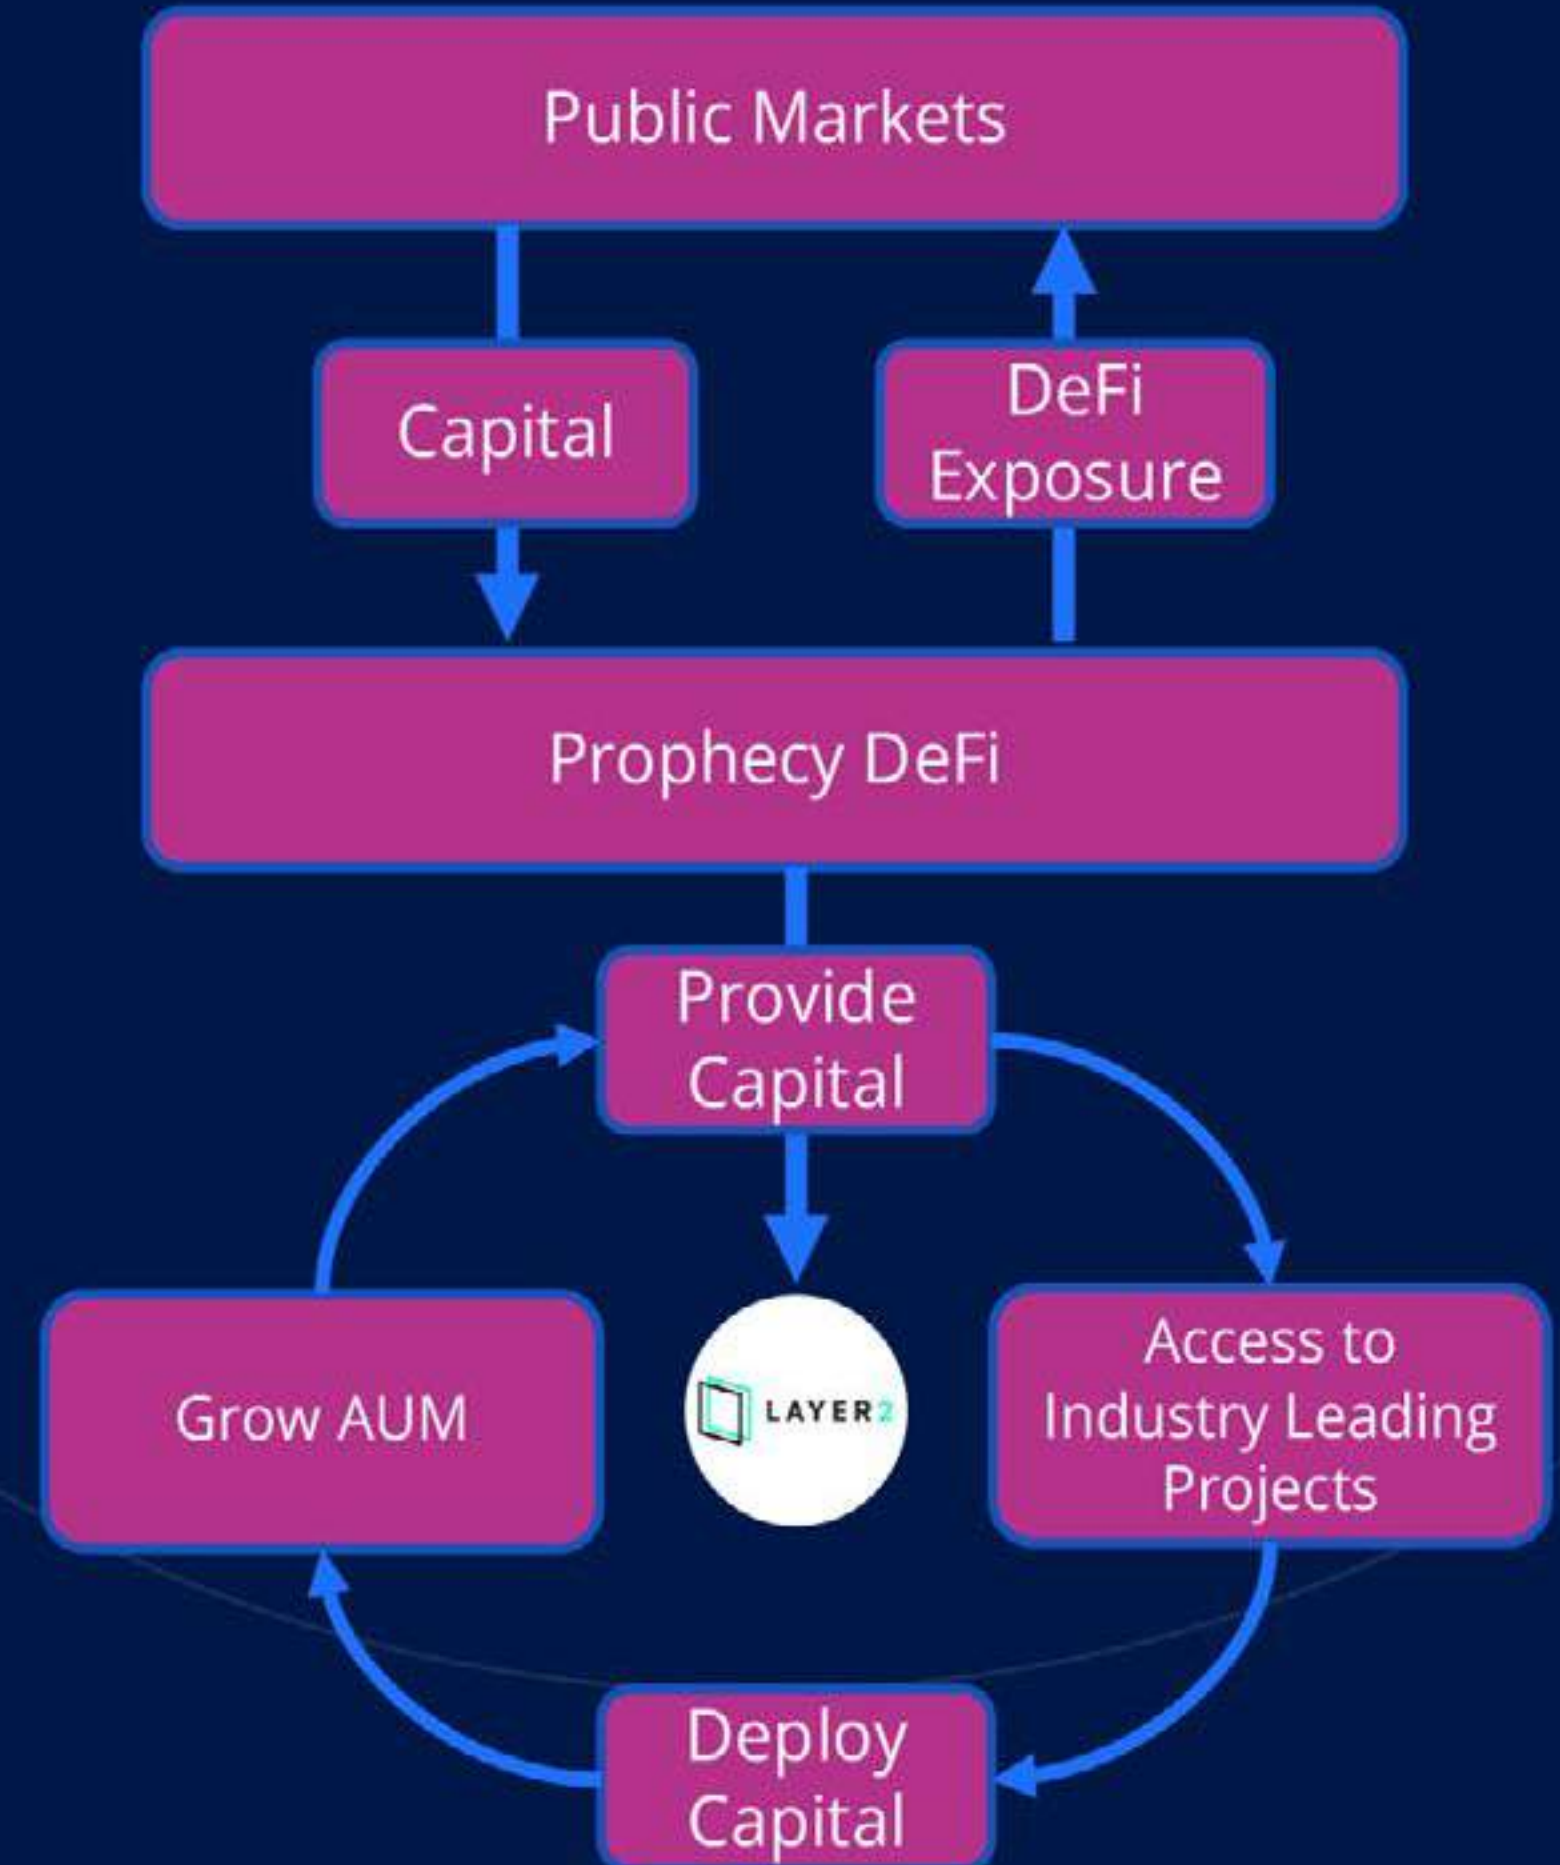 Public Markets
Capital
DeFi
Exposure
Prophecy DeFi
Provide
Capital
Grow AUM
LAYER2
Access to
Industry Leading
Projects
Deploy
Capital